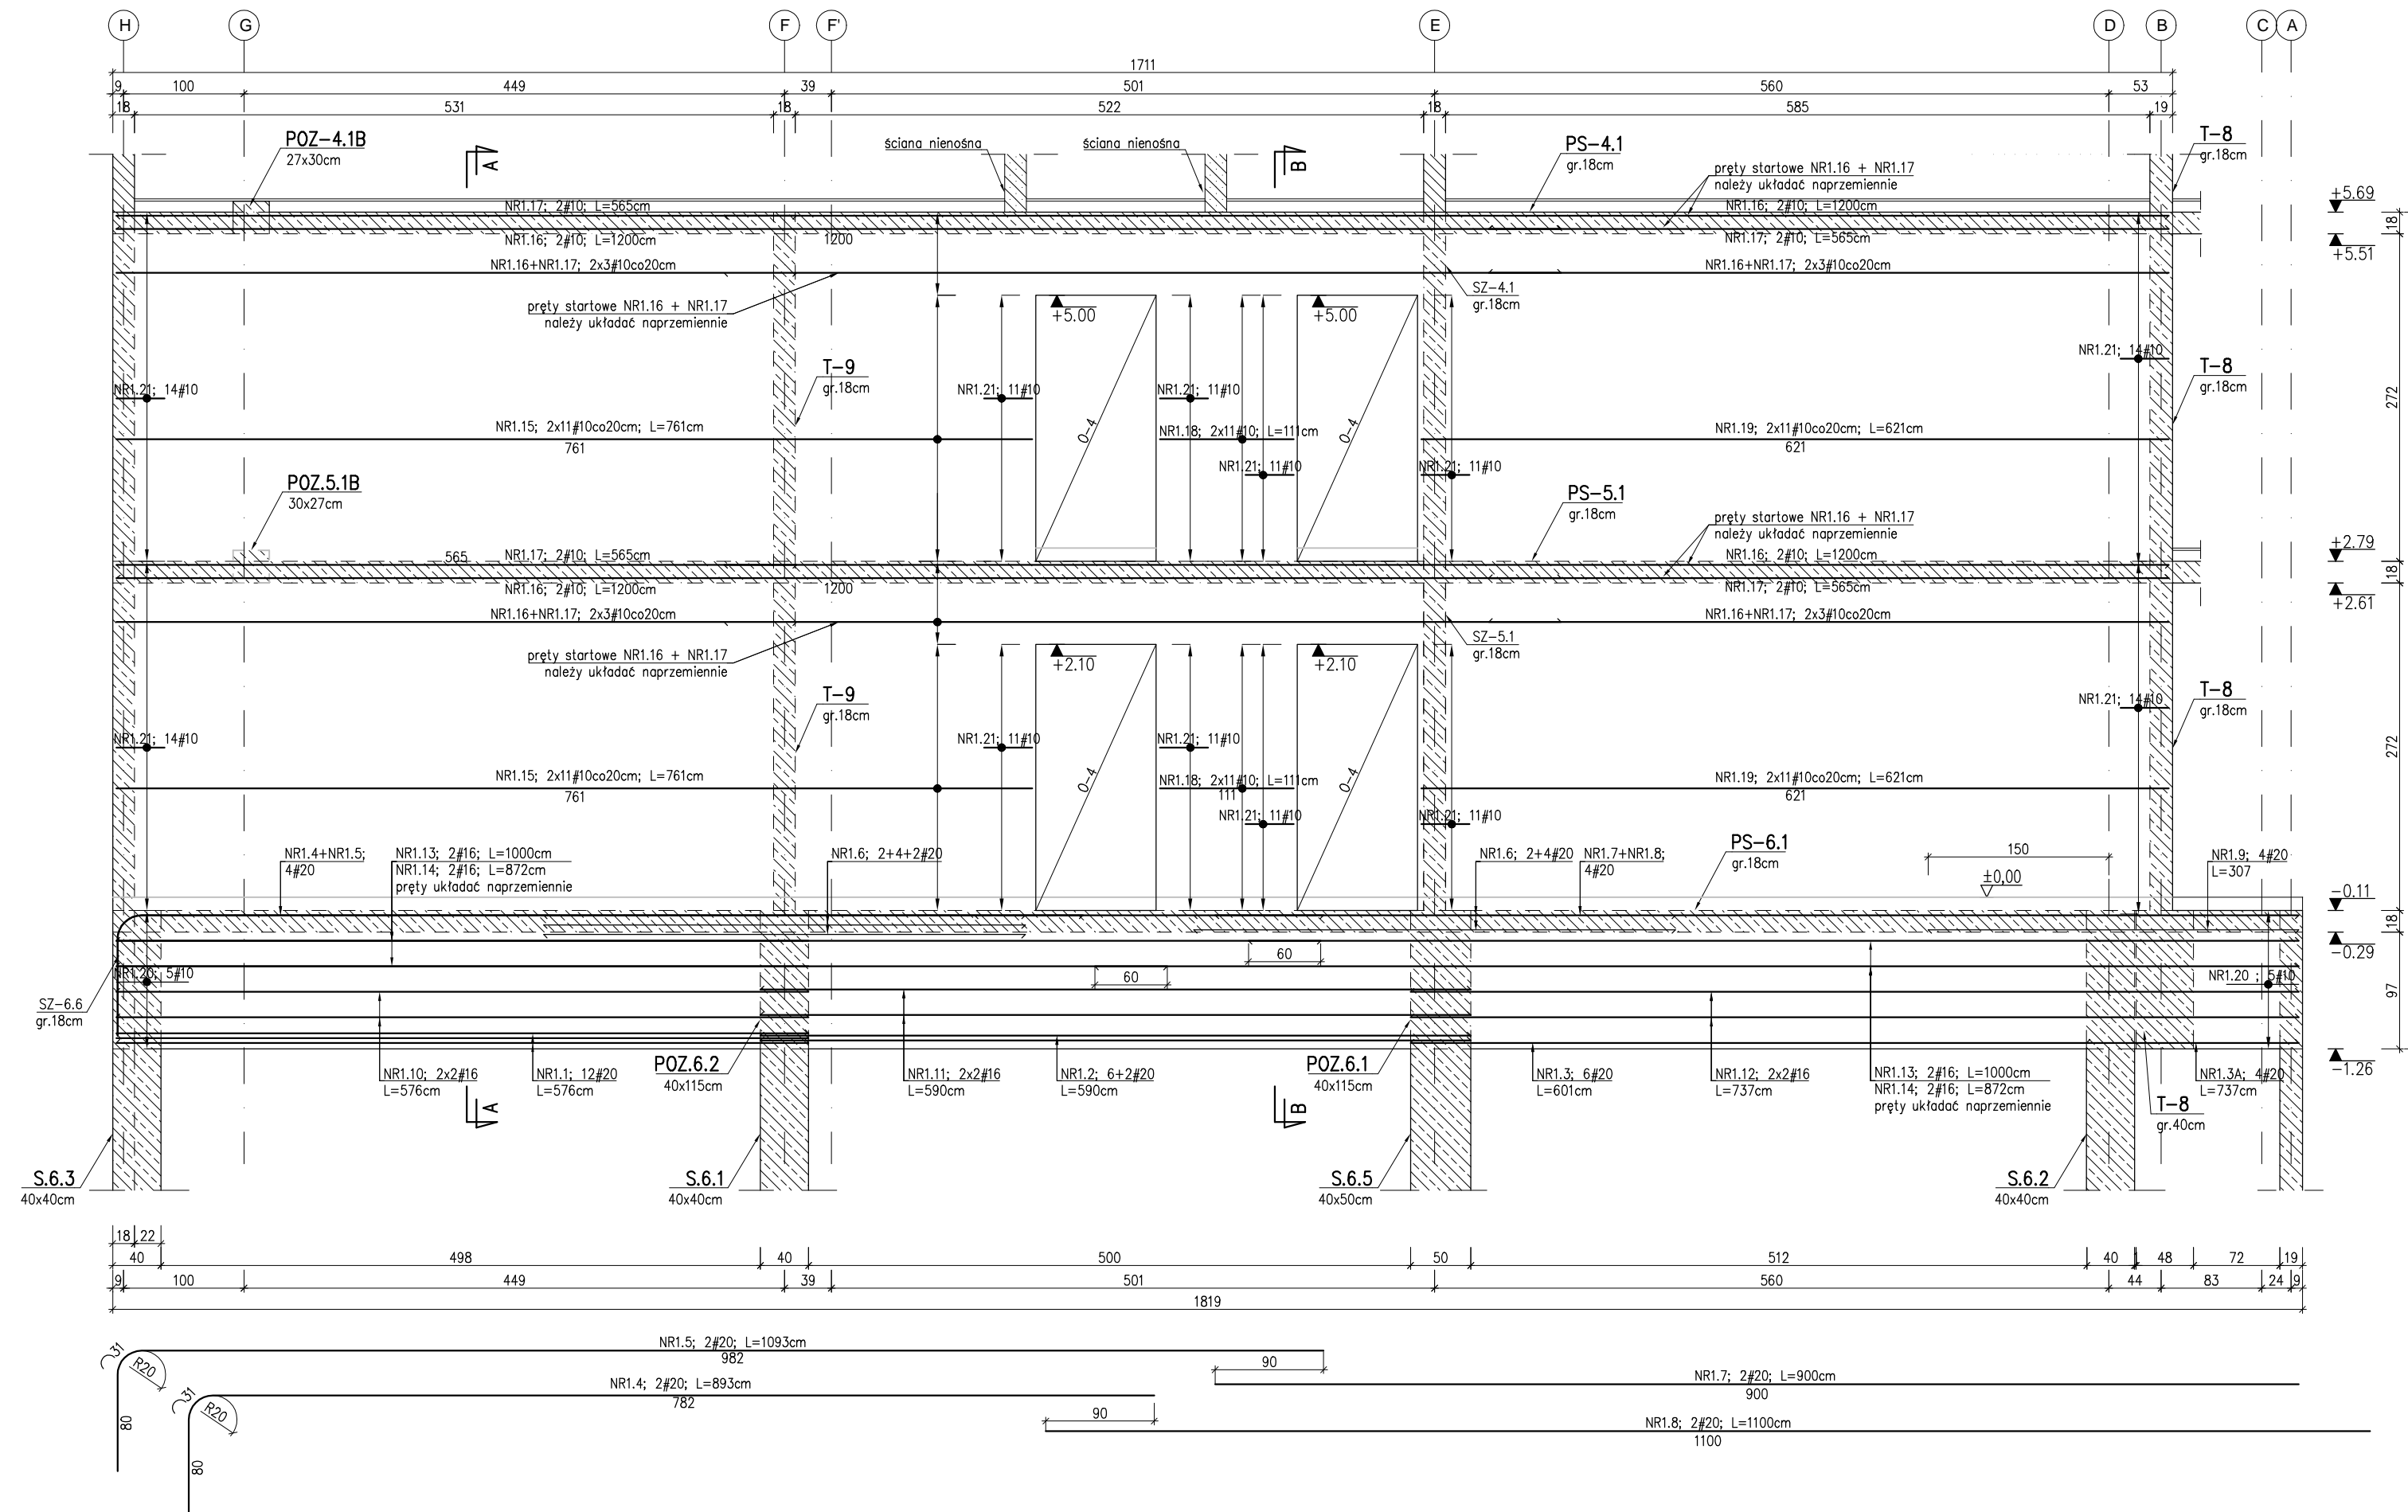 H G F F' E D B C A
1711
9 100 449 39 501 560 53
18 531 18 522 18 585 19
POZ-4.1B
27x30cm
A
ściana nienośna
ściana nienośna
B
PS-4.1
gr.18cm
pręty startowe NR1.16 + NR1.17
należy układać naprzemiennie
T-8
gr.18cm
+5.69
18
+5.51
NR1.17; 2#10; L=565cm
NR1.16; 2#10; L=1200cm
NR1.16; 2#10; L=1200cm
1200
NR1.17; 2#10; L=565cm
NR1.16+NR1.17; 2x3#10co20cm
NR1.16+NR1.17; 2x3#10co20cm
pręty startowe NR1.16 + NR1.17
należy układać naprzemiennie
+5.00
+5.00
SZ-4.1
gr.18cm
T-9
gr.18cm
NR1.21; 14#10
T-8
gr.18cm
272
NR1.21; 14#10
NR1.21; 11#10
NR1.21; 11#10
O-4
O-4
NR1.15; 2x11#10co20cm; L=761cm
761
NR1.18; 2x11#10; L=111cm
NR1.19; 2x11#10co20cm; L=621cm
621
NR1.21; 11#10
NR1.21; 11#10
POZ.5.1B
30x27cm
PS-5.1
gr.18cm
pręty startowe NR1.16 + NR1.17
należy układać naprzemiennie
+2.79
18
+2.61
565
NR1.17; 2#10; L=565cm
NR1.16; 2#10; L=1200cm
NR1.16; 2#10; L=1200cm
1200
NR1.17; 2#10; L=565cm
NR1.16+NR1.17; 2x3#10co20cm
NR1.16+NR1.17; 2x3#10co20cm
pręty startowe NR1.16 + NR1.17
należy układać naprzemiennie
+2.10
+2.10
SZ-5.1
gr.18cm
T-9
gr.18cm
NR1.21; 14#10
T-8
gr.18cm
272
NR1.21; 14#10
NR1.21; 11#10
NR1.21; 11#10
O-4
O-4
NR1.15; 2x11#10co20cm; L=761cm
761
NR1.18; 2x11#10; L=111cm
111
NR1.19; 2x11#10co20cm; L=621cm
621
NR1.21; 11#10
NR1.21; 11#10
NR1.4+NR1.5;
4#20
NR1.13; 2#16; L=1000cm
NR1.14; 2#16; L=872cm
pręty układać naprzemiennie
NR1.6; 2+4+2#20
NR1.6; 2+4#20
NR1.7+NR1.8;
4#20
PS-6.1
gr.18cm
150
±0,00
NR1.9; 4#20
L=307
-0.11
18
-0.29
97
-1.26
60
60
NR1.20; 5#10
NR1.20 ; 5#10
SZ-6.6
gr.18cm
POZ.6.2
40x115cm
POZ.6.1
40x115cm
NR1.10; 2x2#16
L=576cm
NR1.1; 12#20
L=576cm
NR1.11; 2x2#16
L=590cm
NR1.2; 6+2#20
L=590cm
NR1.3; 6#20
L=601cm
NR1.12; 2x2#16
L=737cm
NR1.13; 2#16; L=1000cm
NR1.14; 2#16; L=872cm
pręty układać naprzemiennie
NR1.3A; 4#20
L=737cm
T-8
gr.40cm
A
B
S.6.3
40x40cm
S.6.1
40x40cm
S.6.5
40x50cm
S.6.2
40x40cm
18 22
40 498 40 500 50 512 40 1 48 72 19
9 100 449 39 501 560 44 83 24 9
1819
NR1.5; 2#20; L=1093cm
982
31
R20
80
90
NR1.7; 2#20; L=900cm
900
NR1.4; 2#20; L=893cm
782
31
R20
80
90
NR1.8; 2#20; L=1100cm
1100